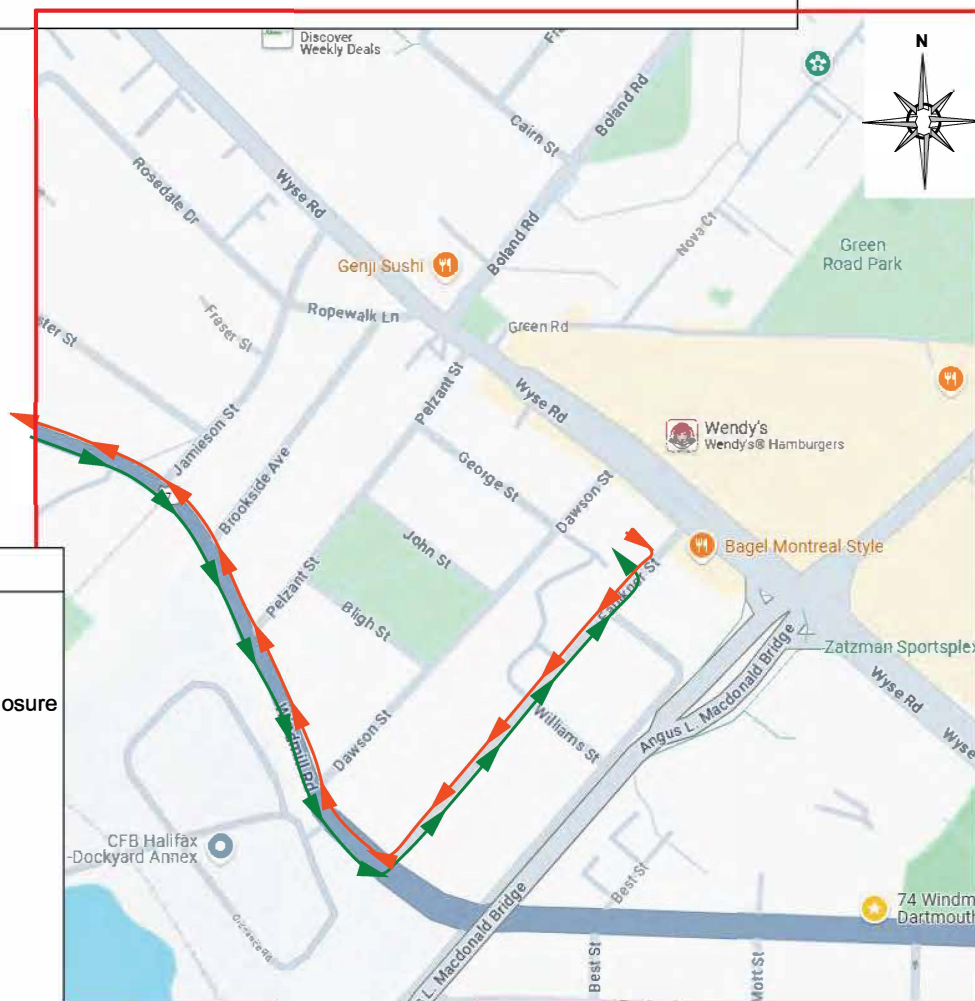 Discover
Weekly Deals
N
Cairn St
Boland Rd
Rosedale Dr
Wyse Rd
Boland Rd
Nova Ct
Green
Road Park
Genji Sushi
Ropewalk Ln
Fraser St
Green Rd
ster St
Pelzant St
Wyse Rd
Wendy's
Wendy's® Hamburgers
Jamieson St
Brookside Ave
George St
Dawson St
Bagel Montreal Style
John St
Pelzant St
Bligh St
Zatzman Sportsplex
osure
Wyse Rd
Angus L. Macdonald Bridge
Williams St
Dawson St
Wyse
CFB Halifax
-Dockyard Annex
Best St
74 Windm
Dartmouth
L. Macdonald Bridge
Best St
Mott St